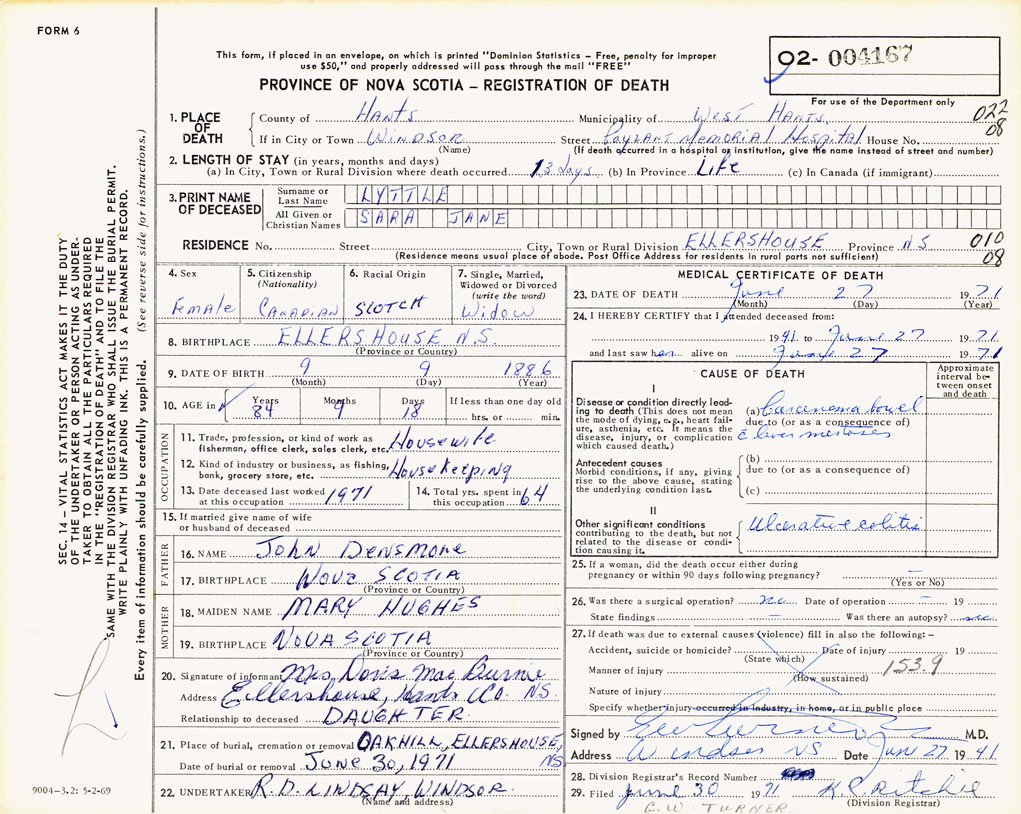 FORM 6
This form, if placed in an envelope, on which is printed "Dominion Statistics – Free, penalty for improper
use $50," and properly addressed will pass through the mail "FREE"
02- 004167
PROVINCE OF NOVA SCOTIA – REGISTRATION OF DEATH
For use of the Department only
1. PLACE OF DEATH
County of Hants Municipality of West Hants 022
08
If in City or Town Windsor Street Payzant Memorial Hospital House No.
(Name) (If death occurred in a hospital or institution, give the name instead of street and number)
2. LENGTH OF STAY (in years, months and days)
(a) In City, Town or Rural Division where death occurred 13 days (b) In Province Life (c) In Canada (if immigrant)
3. PRINT NAME OF DECEASED
Surname or Last Name LYTTLE
All Given or Christian Names SARA JANE
RESIDENCE No. Street City, Town or Rural Division ELLERSHOUSE Province NS 010
08
(Residence means usual place of abode. Post Office Address for residents in rural parts not sufficient)
4. Sex Female
5. Citizenship (Nationality) Canadian
6. Racial Origin SCOTCH
7. Single, Married, Widowed or Divorced (write the word) Widow
8. BIRTHPLACE ELLERSHOUSE N.S.
(Province or Country)
9. DATE OF BIRTH 9 9 1886
(Month) (Day) (Year)
10. AGE in Years 84 Months 9 Days 18 If less than one day old
hrs. or min.
OCCUPATION
11. Trade, profession, or kind of work as fisherman, office clerk, sales clerk, etc. Housewife
12. Kind of industry or business, as fishing, bank, grocery store, etc. Housekeeping
13. Date deceased last worked at this occupation 1971
14. Total yrs. spent in this occupation 64
15. If married give name of wife
or husband of deceased
FATHER
16. NAME John Densmore
17. BIRTHPLACE Nova SCOTIA
(Province or Country)
MOTHER
18. MAIDEN NAME MARY HUGHES
19. BIRTHPLACE NOVA SCOTIA
(Province or Country)
20. Signature of informant Mrs Doris Mac Burnie
Address Ellershouse, Hants Co. NS.
Relationship to deceased DAUGHTER.
21. Place of burial, cremation or removal OAKHILL, ELLERSHOUSE, NS
Date of burial or removal JUNE 30, 1971
22. UNDERTAKER R.D. LINDSAY, WINDSOR.
(Name and address)
MEDICAL CERTIFICATE OF DEATH
23. DATE OF DEATH June 27 1971
(Month) (Day) (Year)
24. I HEREBY CERTIFY that I attended deceased from:
1941 to June 27 1971
and last saw her alive on June 27 1971
CAUSE OF DEATH
Approximate interval between onset and death
I
Disease or condition directly leading to death (This does not mean the mode of dying, e.g., heart failure, asthenia, etc. It means the disease, injury, or complication which caused death.)
(a) Carcinoma bowel
due to (or as a consequence of)
c liver
Antecedent causes
Morbid conditions, if any, giving rise to the above cause, stating the underlying condition last.
(b)
due to (or as a consequence of)
(c)
II
Other significant conditions contributing to the death, but not related to the disease or condition causing it.
Ulcerative colitis
25. If a woman, did the death occur either during
pregnancy or within 90 days following pregnancy? –
(Yes or No)
26. Was there a surgical operation? no Date of operation – 19
State findings – Was there an autopsy? no
27. If death was due to external causes (violence) fill in also the following: –
Accident, suicide or homicide? Date of injury 19
(State which)
Manner of injury 153.9
(How sustained)
Nature of injury
Specify whether injury occurred in industry, in home, or in public place
Signed by M.D.
Address Windsor NS Date June 27 1941
28. Division Registrar's Record Number
29. Filed June 30 1971 K.C. Ritchie
(Division Registrar)
G.W. TURNER
SEC. 14 – VITAL STATISTICS ACT MAKES IT THE DUTY
OF THE UNDERTAKER OR PERSON ACTING AS UNDER-
TAKER TO OBTAIN ALL THE PARTICULARS REQUIRED
IN THE "REGISTRATION OF DEATH" AND TO FILE THE
SAME WITH THE DIVISION REGISTRAR WHO SHALL ISSUE THE BURIAL PERMIT.
WRITE PLAINLY WITH UNFADING INK. THIS IS A PERMANENT RECORD.
Every item of information should be carefully supplied. (See reverse side for instructions.)
9004-3.2: 5-2-69